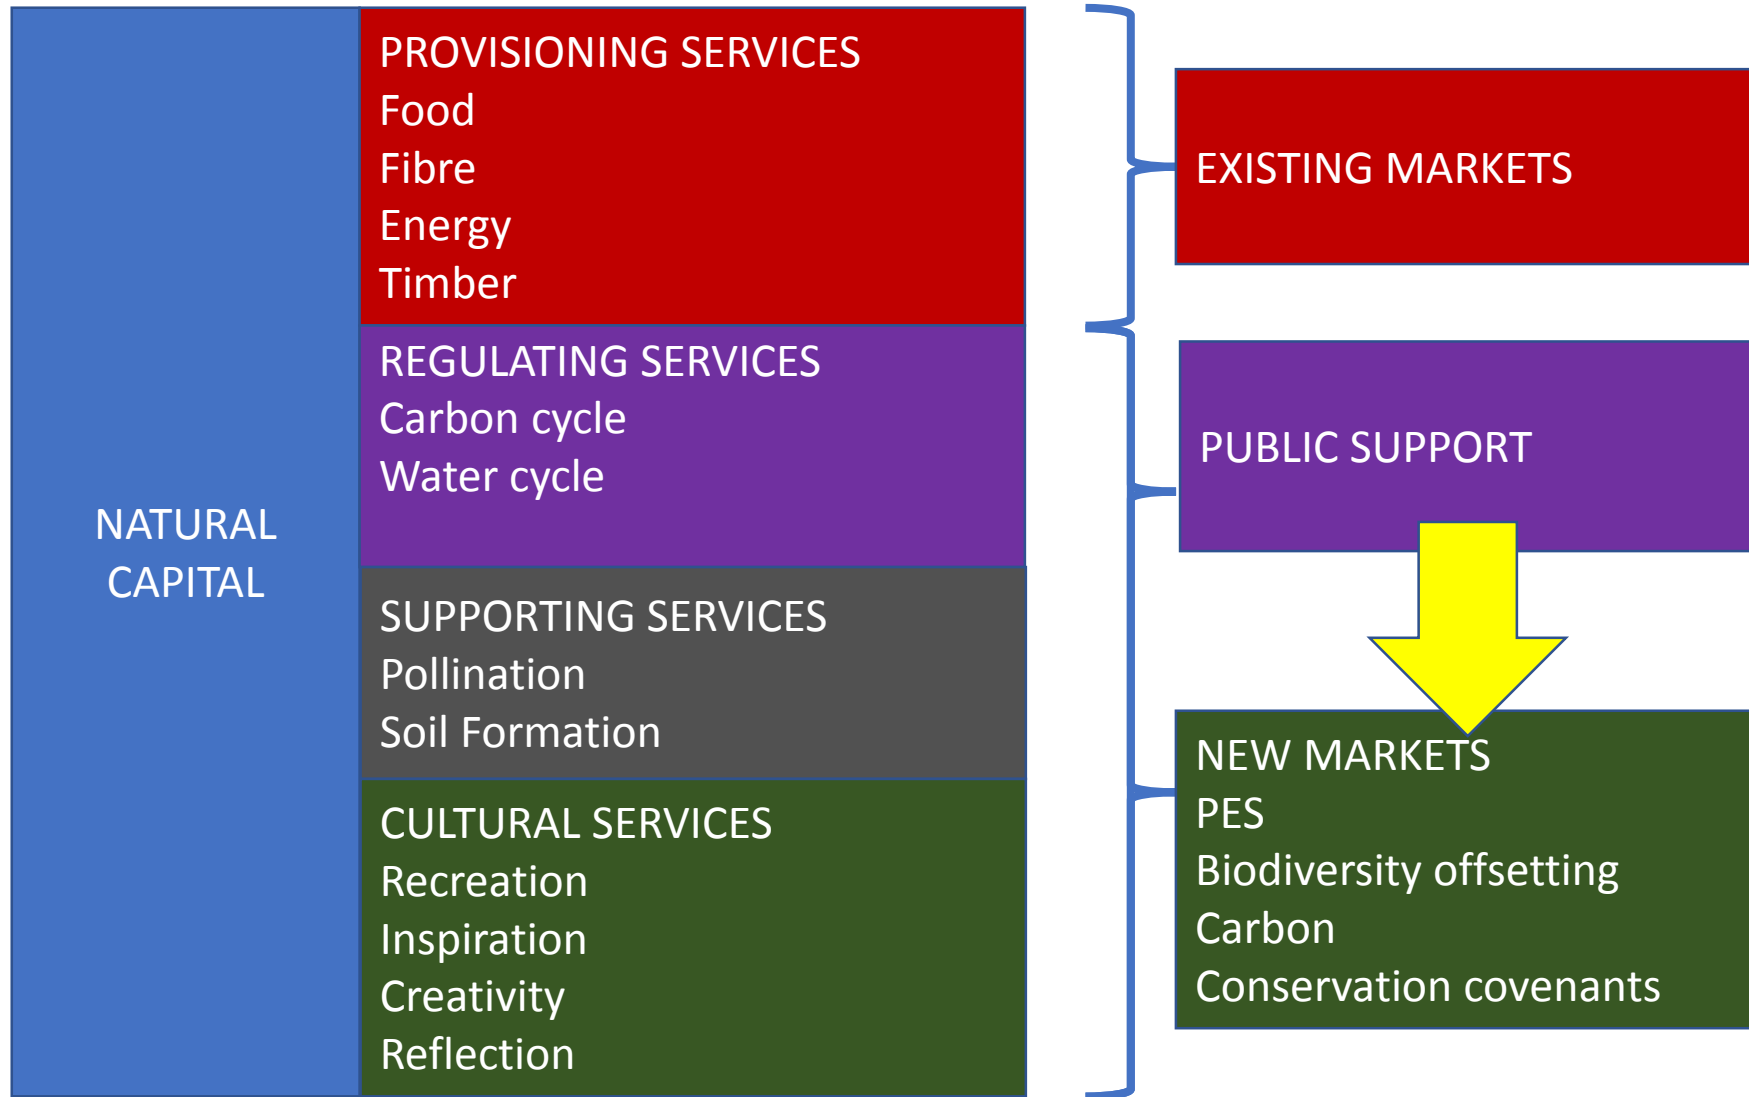 NATURAL
CAPITAL
PROVISIONING SERVICES
Food
Fibre
Energy
Timber
REGULATING SERVICES
Carbon cycle
Water cycle
SUPPORTING SERVICES
Pollination
Soil Formation
CULTURAL SERVICES
Recreation
Inspiration
Creativity
Reflection
EXISTING MARKETS
PUBLIC SUPPORT
NEW MARKETS
PES
Biodiversity offsetting
Carbon
Conservation covenants